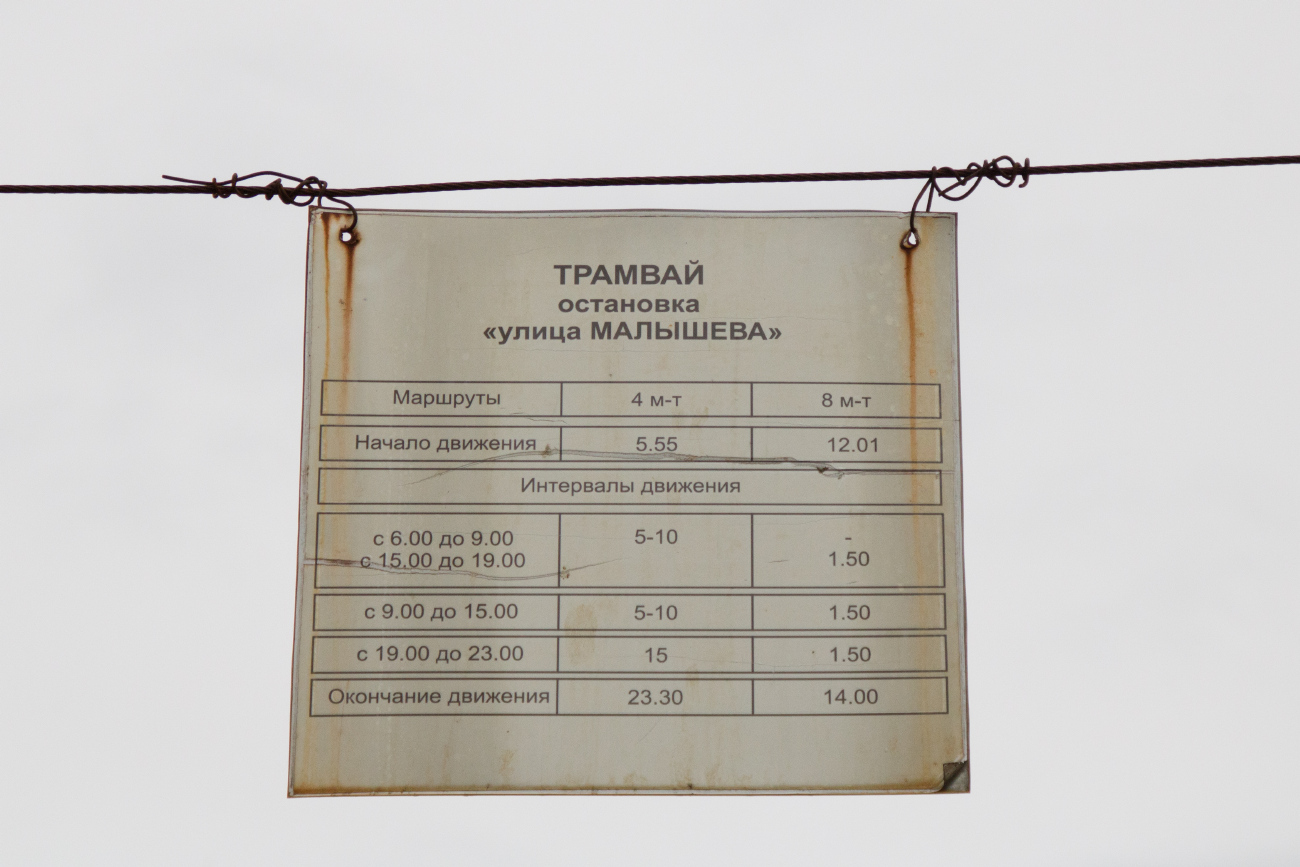 ТРАМВАЙ
остановка
«улица МАЛЫШЕВА»
Маршруты 4 м-т 8 м-т
Начало движения 5.55 12.01
Интервалы движения
с 6.00 до 9.00 5-10 -
с 15.00 до 19.00 1.50
с 9.00 до 15.00 5-10 1.50
с 19.00 до 23.00 15 1.50
Окончание движения 23.30 14.00